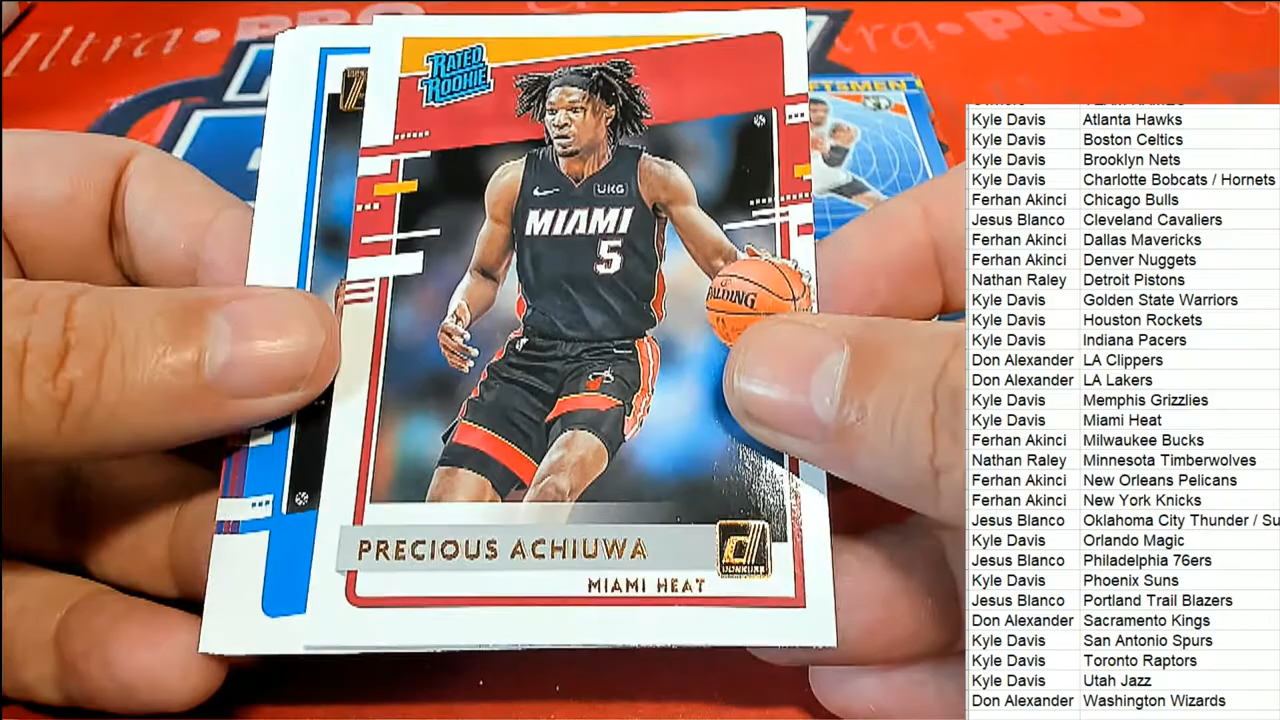 Ultra PRO
PRO
RATED
ROOKIE
FTSMEN
UKG
MIAMI
5
SPALDING
PRECIOUS ACHIUWA
DONRUSS
MIAMI HEAT
Kyle Davis Atlanta Hawks
Kyle Davis Boston Celtics
Kyle Davis Brooklyn Nets
Kyle Davis Charlotte Bobcats / Hornets
Ferhan Akinci Chicago Bulls
Jesus Blanco Cleveland Cavaliers
Ferhan Akinci Dallas Mavericks
Ferhan Akinci Denver Nuggets
Nathan Raley Detroit Pistons
Kyle Davis Golden State Warriors
Kyle Davis Houston Rockets
Kyle Davis Indiana Pacers
Don Alexander LA Clippers
Don Alexander LA Lakers
Kyle Davis Memphis Grizzlies
Kyle Davis Miami Heat
Ferhan Akinci Milwaukee Bucks
Nathan Raley Minnesota Timberwolves
Ferhan Akinci New Orleans Pelicans
Ferhan Akinci New York Knicks
Jesus Blanco Oklahoma City Thunder / Su
Kyle Davis Orlando Magic
Jesus Blanco Philadelphia 76ers
Kyle Davis Phoenix Suns
Jesus Blanco Portland Trail Blazers
Don Alexander Sacramento Kings
Kyle Davis San Antonio Spurs
Kyle Davis Toronto Raptors
Kyle Davis Utah Jazz
Don Alexander Washington Wizards